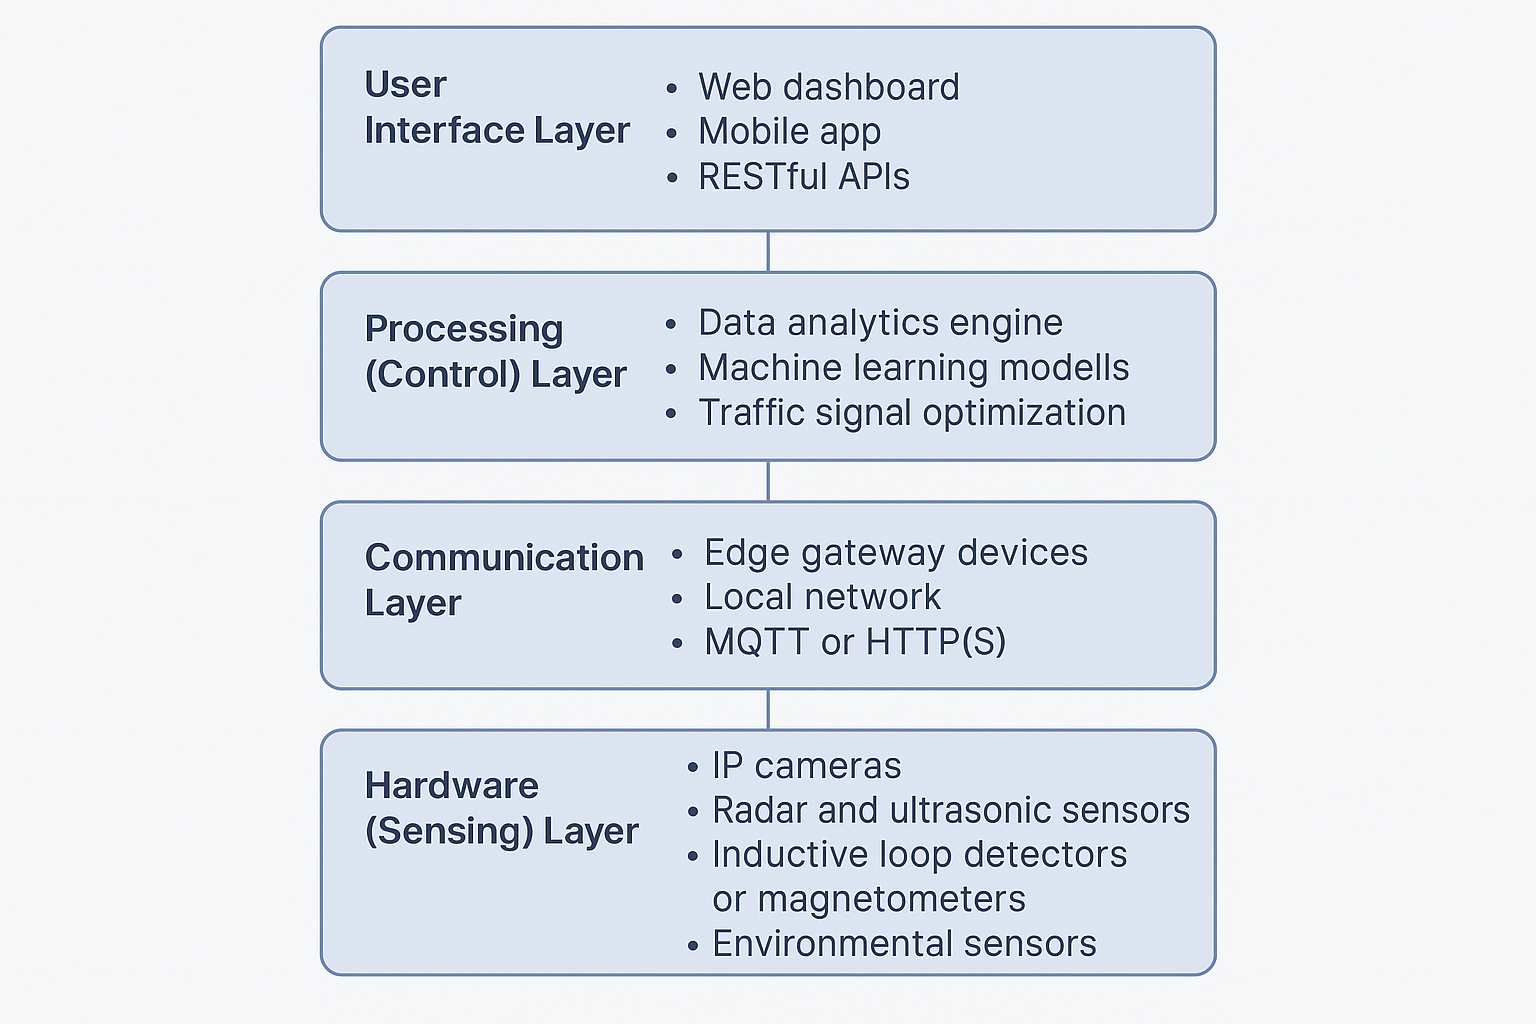 User
Interface Layer
• Web dashboard
• Mobile app
• RESTful APIs
Processing
(Control) Layer
• Data analytics engine
• Machine learning modells
• Traffic signal optimization
Communication
Layer
• Edge gateway devices
• Local network
• MQTT or HTTP(S)
Hardware
(Sensing) Layer
• IP cameras
• Radar and ultrasonic sensors
• Inductive loop detectors
or magnetometers
• Environmental sensors